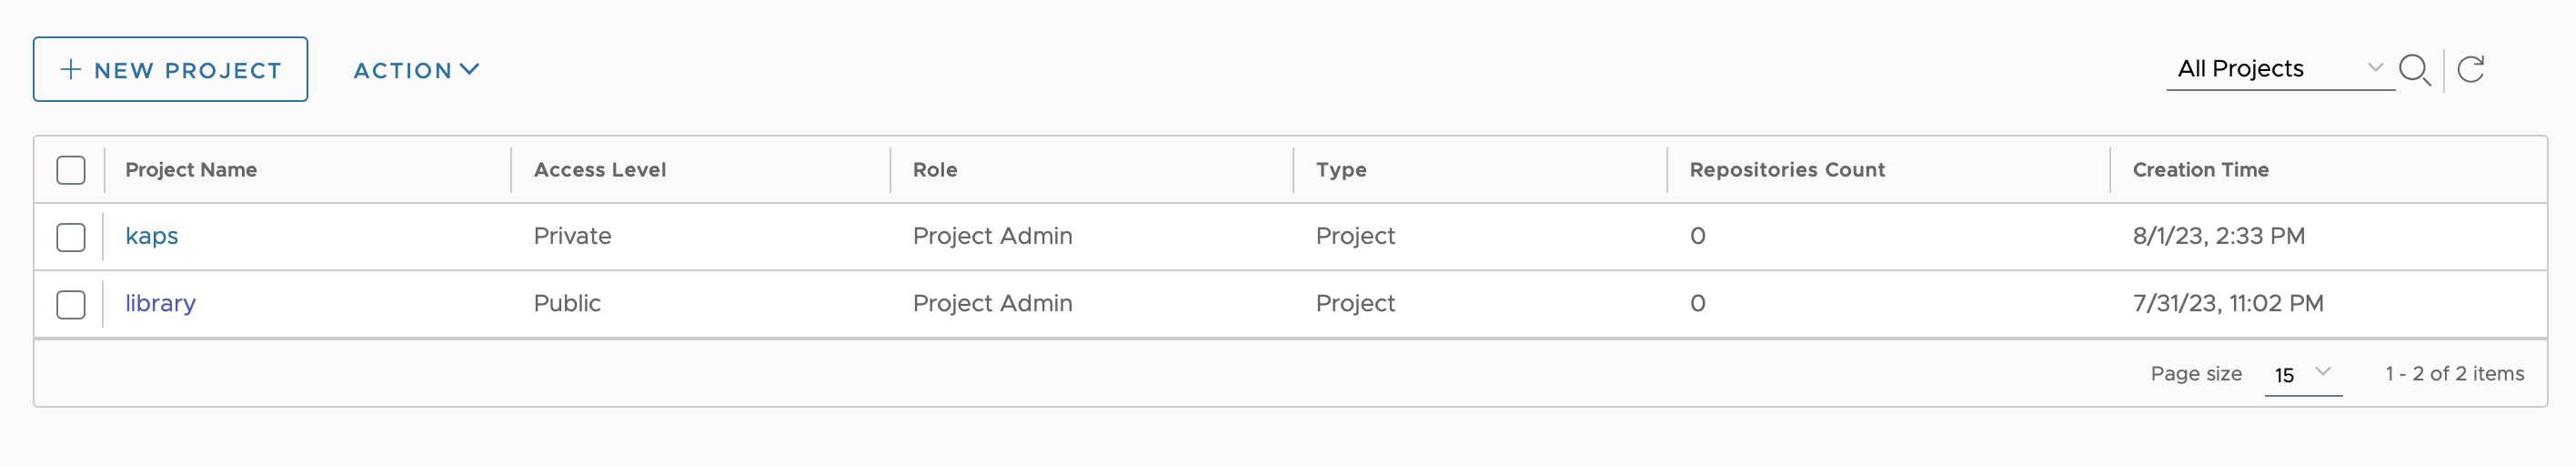 + NEW PROJECT ACTION All Projects
Project Name Access Level Role Type Repositories Count Creation Time
kaps Private Project Admin Project 0 8/1/23, 2:33 PM
library Public Project Admin Project 0 7/31/23, 11:02 PM
Page size 15 1 - 2 of 2 items